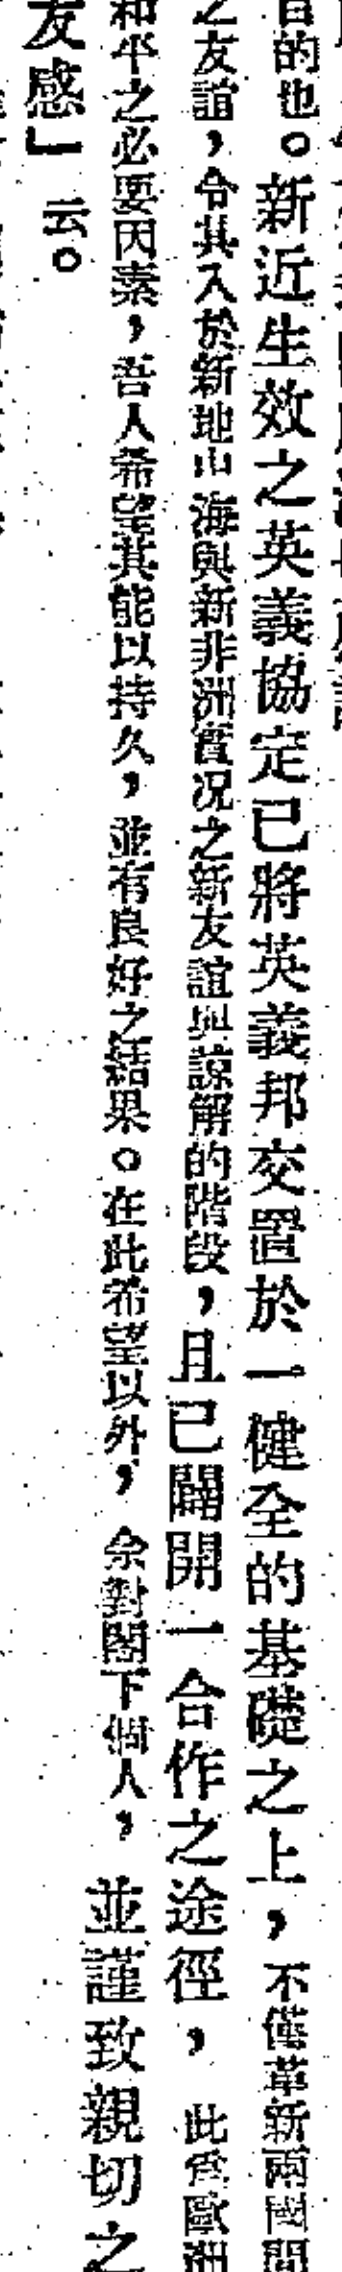 目的也。新近生效之英義協定已將英義邦交置於一健全的基礎之上，不僅革新兩國間
之友誼，令其入於新地中海與新非洲實况之新友誼與諒解的階段，且已闢開一合作之途徑，此爲歐洲
和平之必要因素，吾人希望其能以持久，並有良好之結果。在此希望以外，余對閣下個人，並謹致親切之
友感」云。